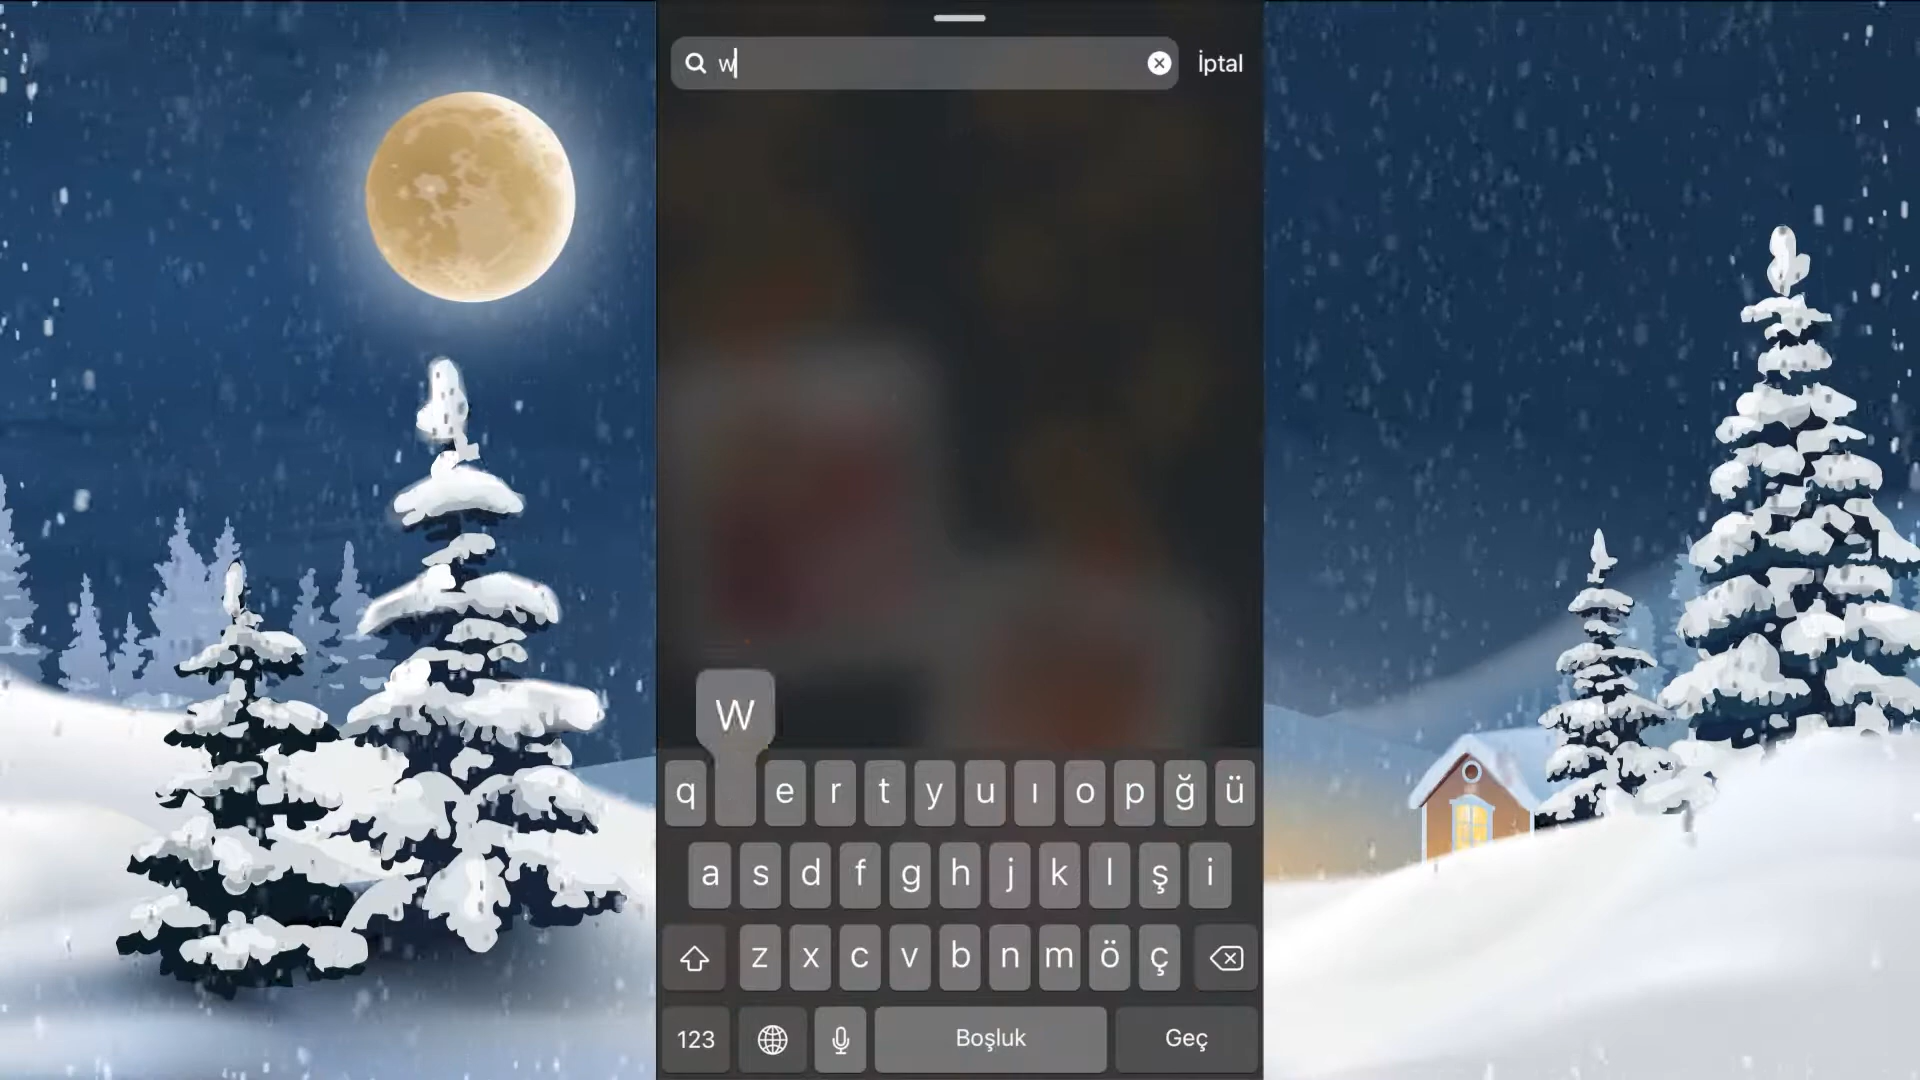 w
İptal
W
q e r t y u ı o p ğ ü
a s d f g h j k l ş i
z x c v b n m ö ç
123 Boşluk Geç